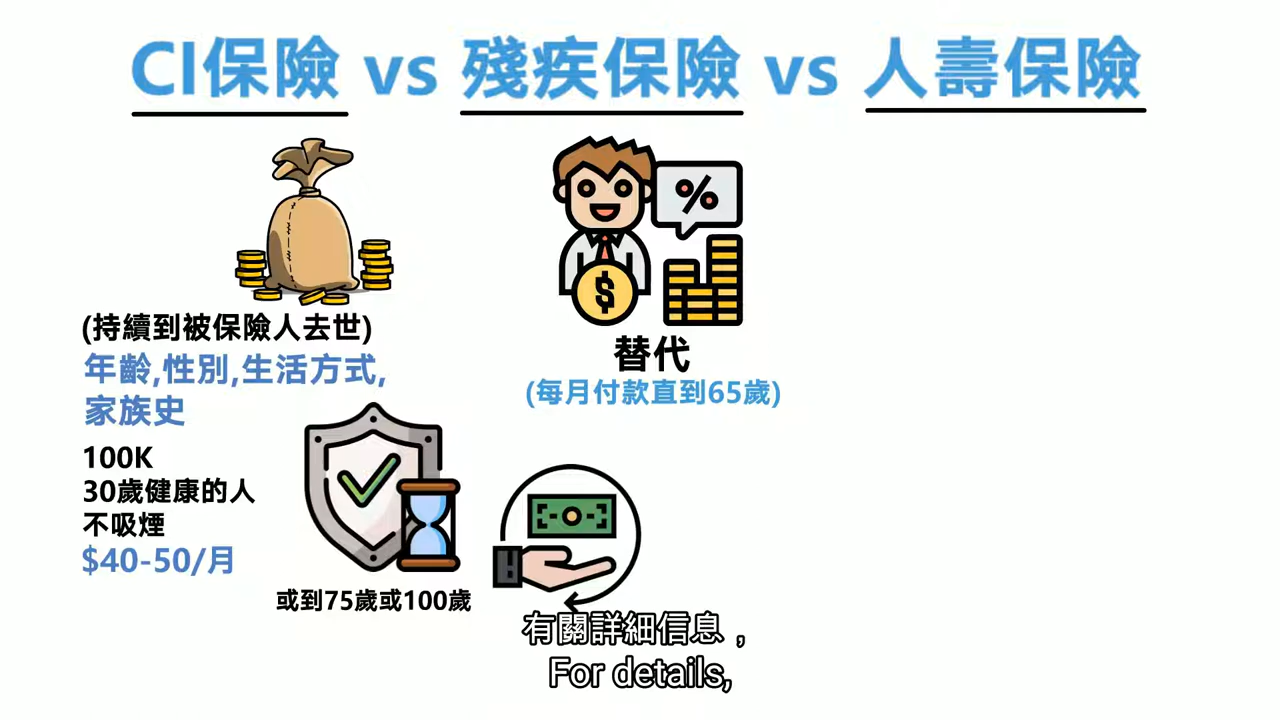 CI保險 vs 殘疾保險 vs 人壽保險
%
$
(持續到被保險人去世)
年齡,性別,生活方式,
家族史
100K
30歲健康的人
不吸煙
$40-50/月
或到75歲或100歲
替代
(每月付款直到65歲)
有關詳細信息，
For details,